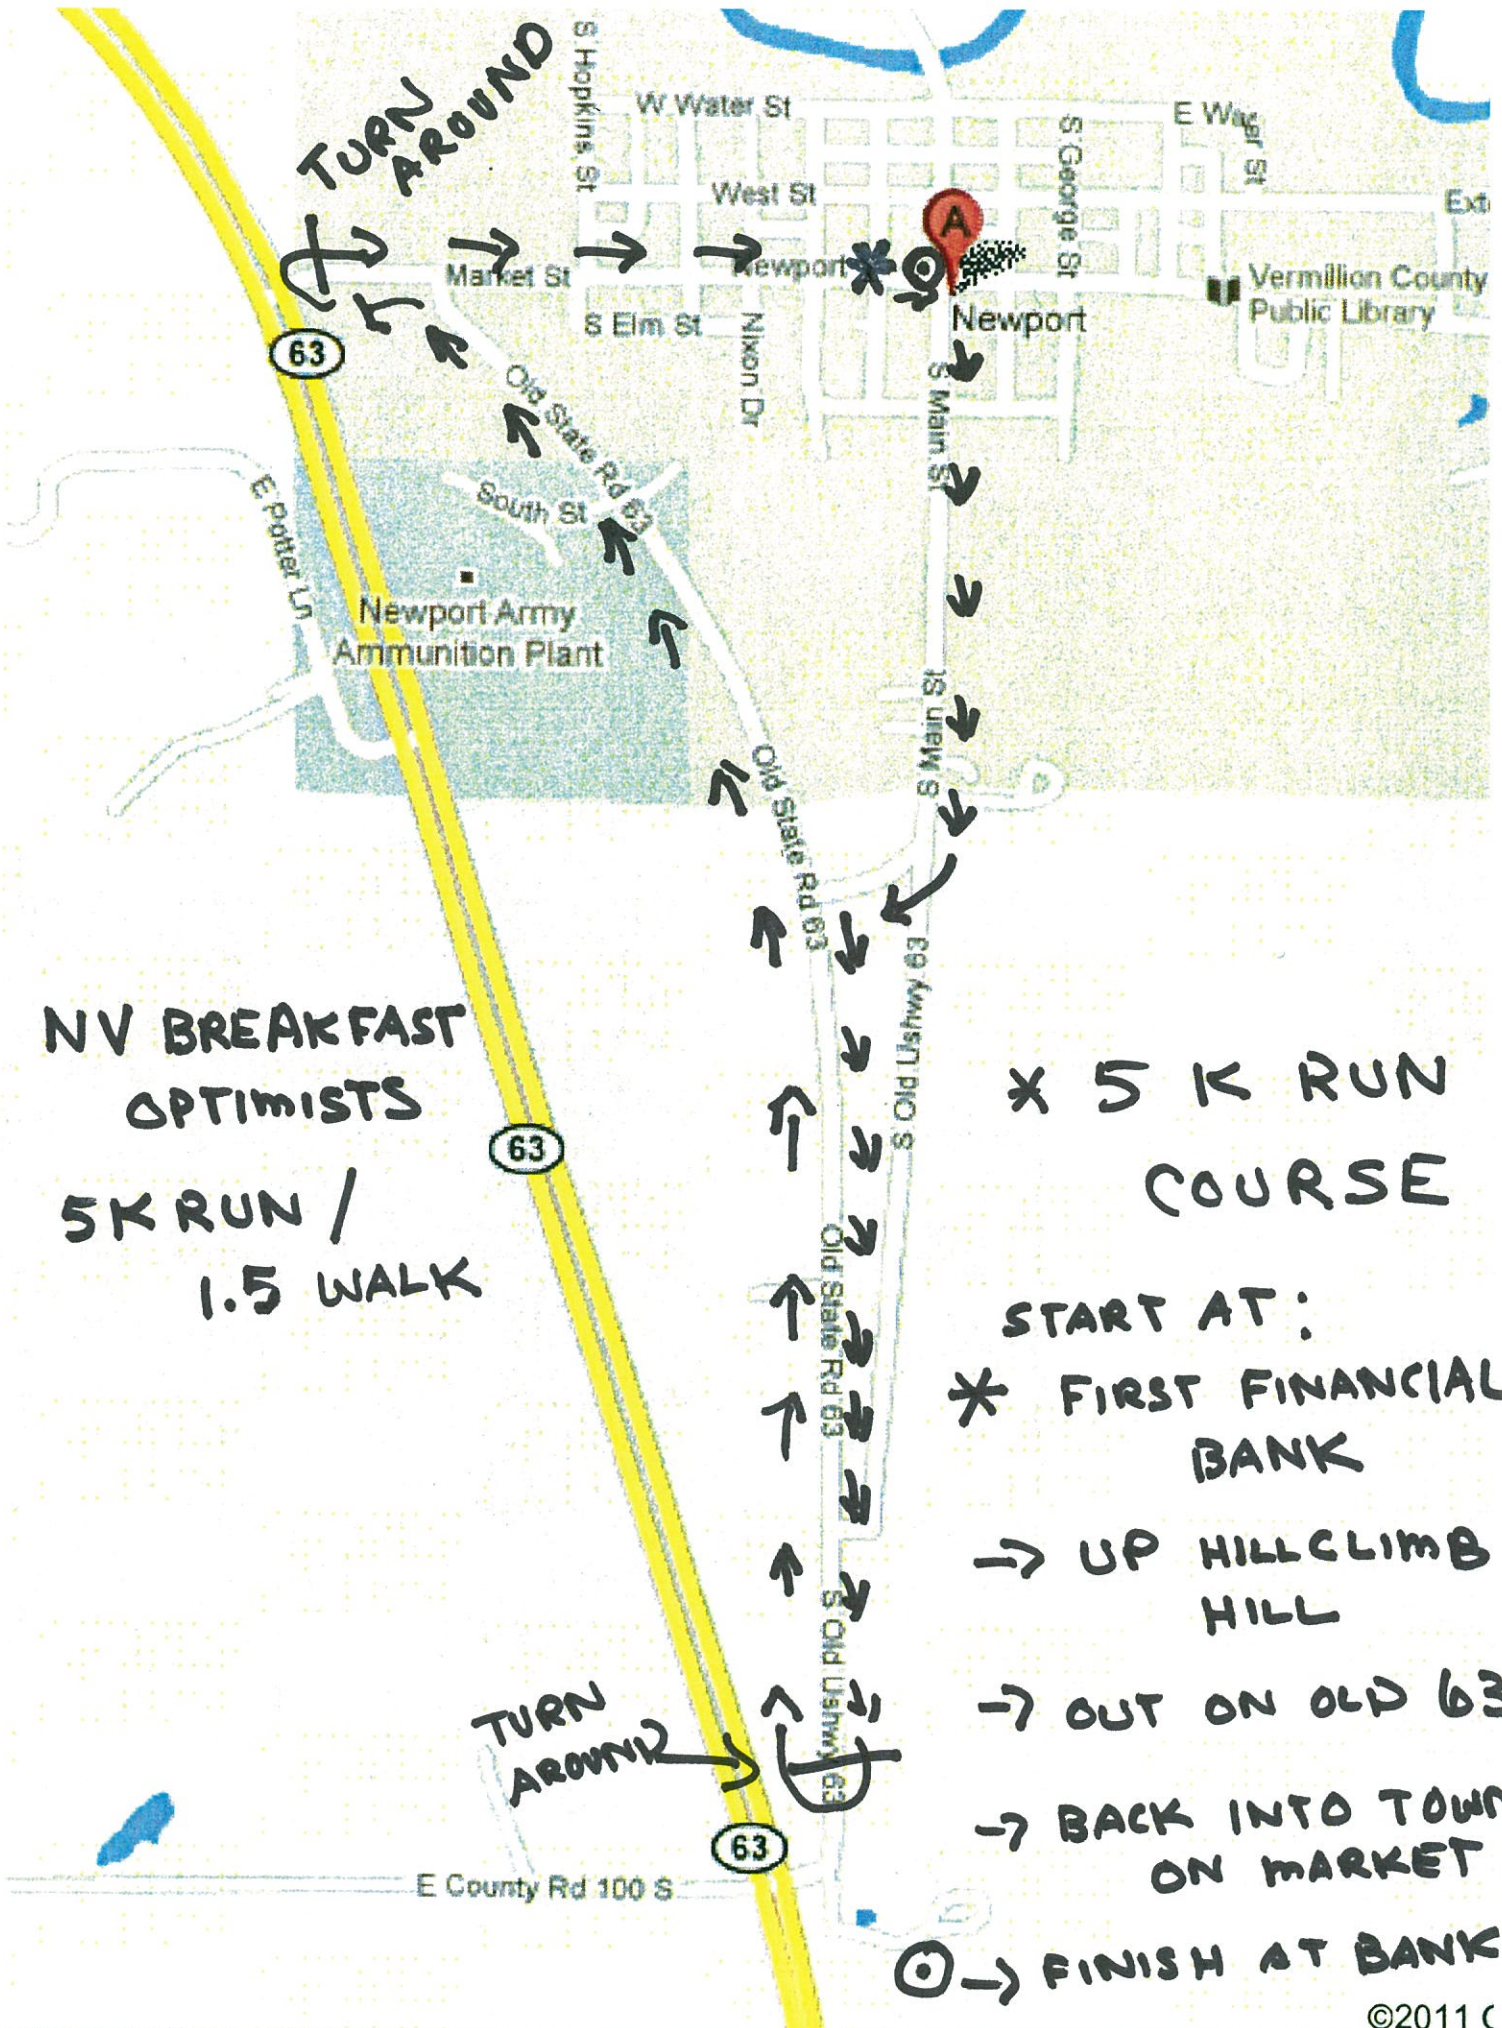 TURN
AROUND
S Hopkins St
W Water St
E Water St
S George St
West St
A
Market St
Newport
Newport
Vermillion County
Public Library
S Elm St
Nixon Dr
63
Old State Rd 63
S Main St
South St
E Potter Ln
Newport Army
Ammunition Plant
S Main St
Old State Rd 63
S Old Ushwy 63
NV BREAKFAST
OPTIMISTS
5K RUN /
1.5 WALK
63
* 5 K RUN
COURSE
Old State Rd 63
START AT:
* FIRST FINANCIAL
BANK
→ UP HILLCLIMB
HILL
S Old Ushwy 63
→ OUT ON OLD 63
TURN
AROUND
→ BACK INTO TOWN
ON MARKET
63
E County Rd 100 S
→ FINISH AT BANK
©2011